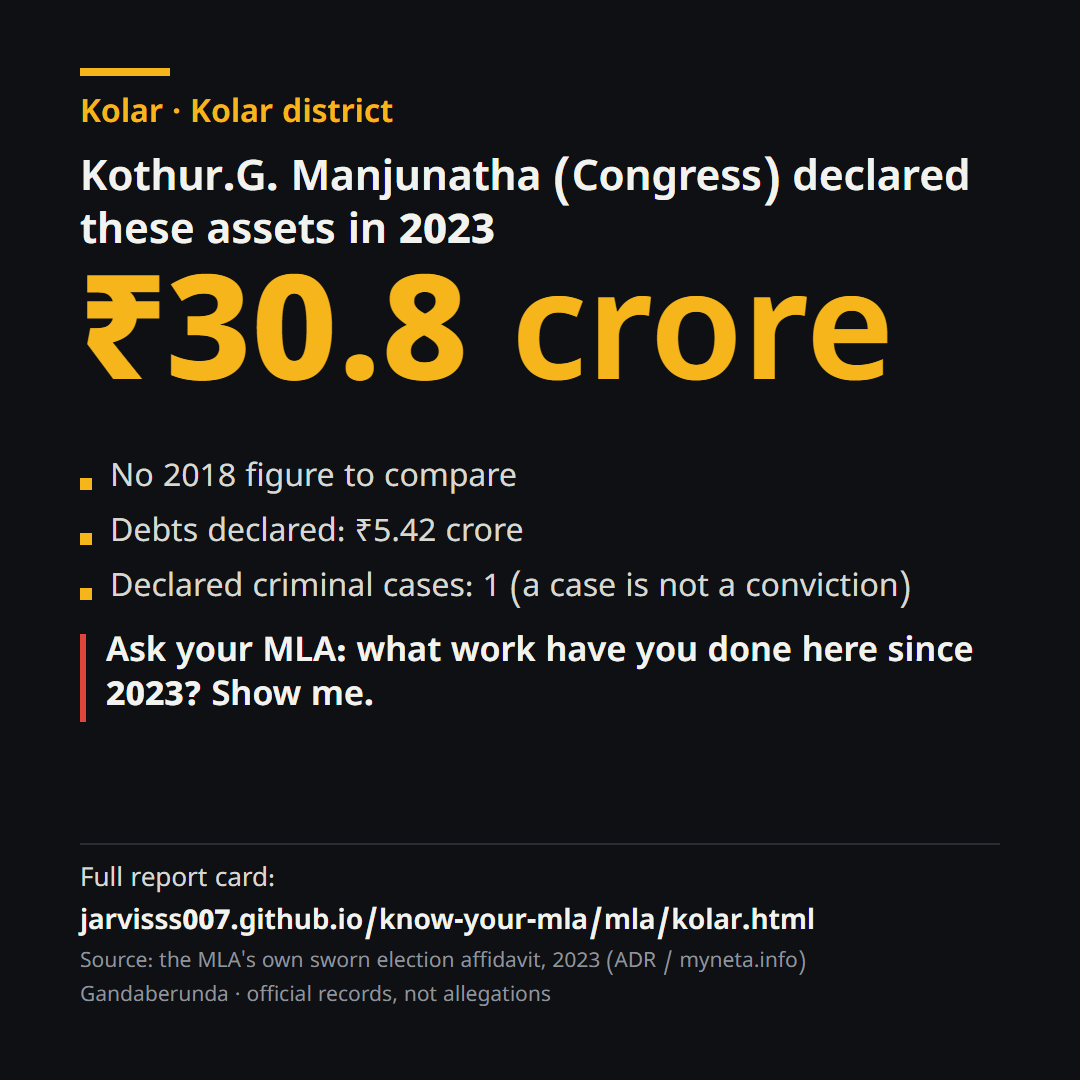 Kolar · Kolar district
Kothur.G. Manjunatha (Congress) declared
these assets in 2023
₹30.8 crore
No 2018 figure to compare
Debts declared: ₹5.42 crore
Declared criminal cases: 1 (a case is not a conviction)
Ask your MLA: what work have you done here since
2023? Show me.
Full report card:
jarvisss007.github.io/know-your-mla/mla/kolar.html
Source: the MLA's own sworn election affidavit, 2023 (ADR / myneta.info)
Gandaberunda · official records, not allegations